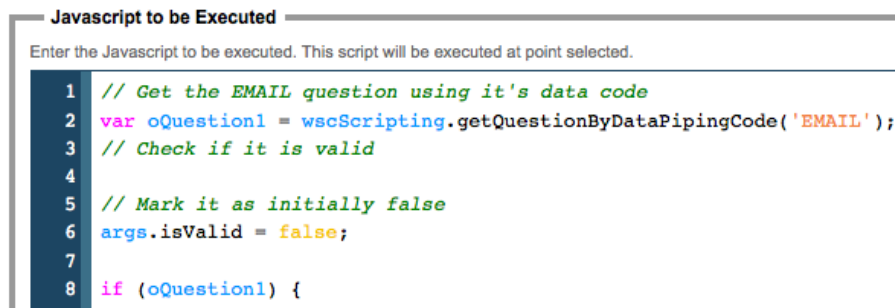 Javascript to be Executed
Enter the Javascript to be executed. This script will be executed at point selected.
1 // Get the EMAIL question using it's data code
2 var oQuestion1 = wscScripting.getQuestionByDataPipingCode('EMAIL');
3 // Check if it is valid
4
5 // Mark it as initially false
6 args.isValid = false;
7
8 if (oQuestion1) {